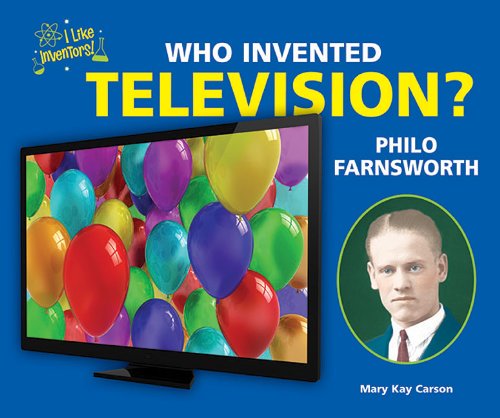 I Like
Inventors!
WHO INVENTED
TELEVISION?
PHILO
FARNSWORTH
Mary Kay Carson